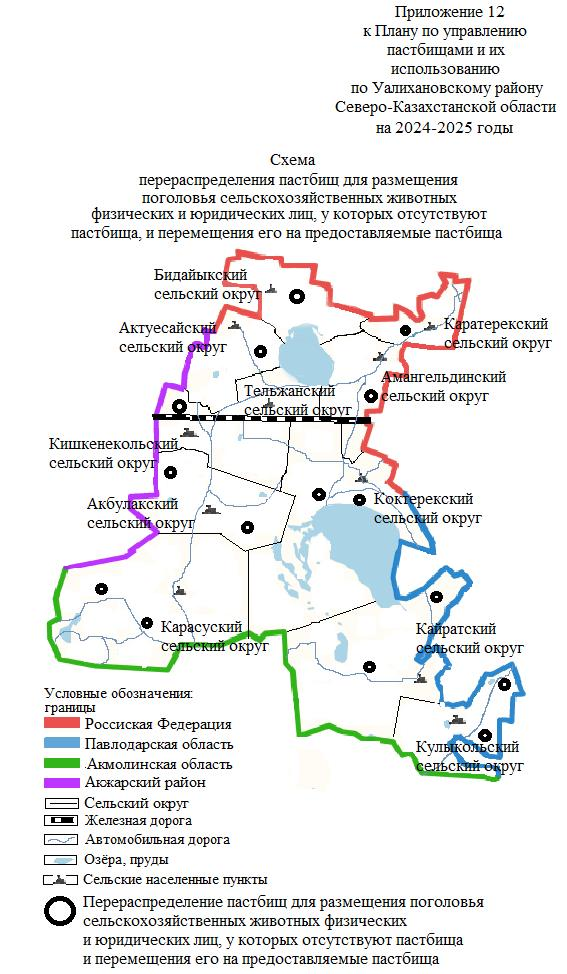 Приложение 12
к Плану по управлению
пастбищами и их
использованию
по Уалихановскому району
Северо-Казахстанской области
на 2024-2025 годы
Схема
перераспределения пастбищ для размещения
поголовья сельскохозяйственных животных
физических и юридических лиц, у которых отсутствуют
пастбища, и перемещения его на предоставляемые пастбища
Бидайыкский
сельский округ
Актуесайский
сельский округ
Каратерекский
сельский округ
Тельжанский
сельский округ
Амангельдинский
сельский округ
Кишкенекольский
сельский округ
Акбулакский
сельский округ
Коктерекский
сельский округ
Карасуский
сельский округ
Кайратский
сельский округ
Кулыкольский
сельский округ
Условные обозначения:
границы
Россиская Федерация
Павлодарская область
Акмолинская область
Акжарский район
Сельский округ
Железная дорога
Автомобильная дорога
Озёра, пруды
Сельские населенные пункты
Перераспределение пастбищ для размещения поголовья
сельскохозяйственных животных физических
и юридических лиц, у которых отсутствуют пастбища
и перемещения его на предоставляемые пастбища